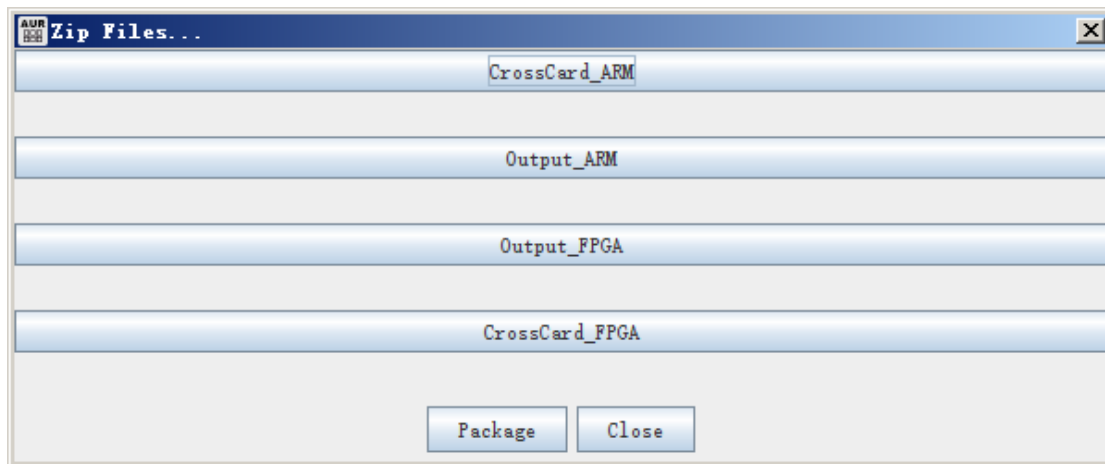 AUR
Zip Files...
CrossCard_ARM
Output_ARM
Output_FPGA
CrossCard_FPGA
Package Close